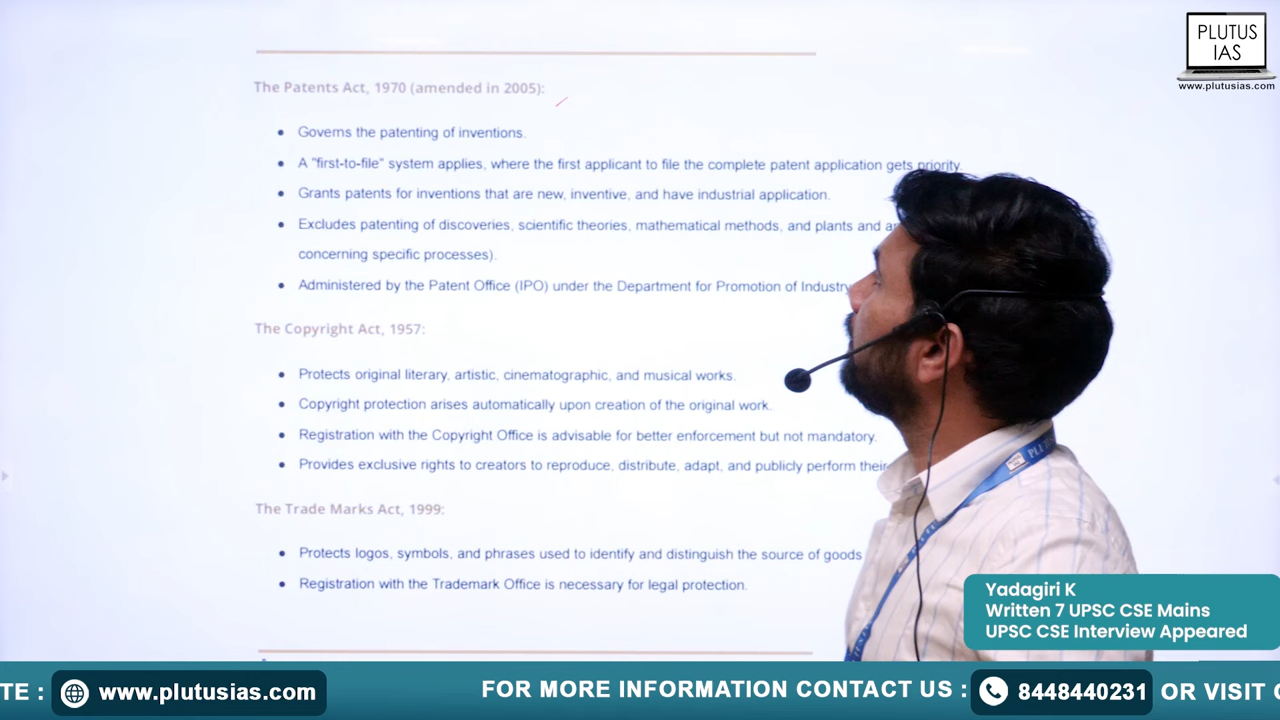 PLUTUS
IAS
www.plutusias.com
The Patents Act, 1970 (amended in 2005):
Governs the patenting of inventions.
A "first-to-file" system applies, where the first applicant to file the complete patent application gets priority.
Grants patents for inventions that are new, inventive, and have industrial application.
Excludes patenting of discoveries, scientific theories, mathematical methods, and plants and
concerning specific processes).
Administered by the Patent Office (IPO) under the Department for Promotion of Industry
The Copyright Act, 1957:
Protects original literary, artistic, cinematographic, and musical works.
Copyright protection arises automatically upon creation of the original work.
Registration with the Copyright Office is advisable for better enforcement but not mandatory.
Provides exclusive rights to creators to reproduce, distribute, adapt, and publicly perform their
The Trade Marks Act, 1999:
Protects logos, symbols, and phrases used to identify and distinguish the source of goods
Registration with the Trademark Office is necessary for legal protection.
Yadagiri K
Written 7 UPSC CSE Mains
UPSC CSE Interview Appeared
TE : www.plutusias.com FOR MORE INFORMATION CONTACT US : 8448440231 OR VISIT